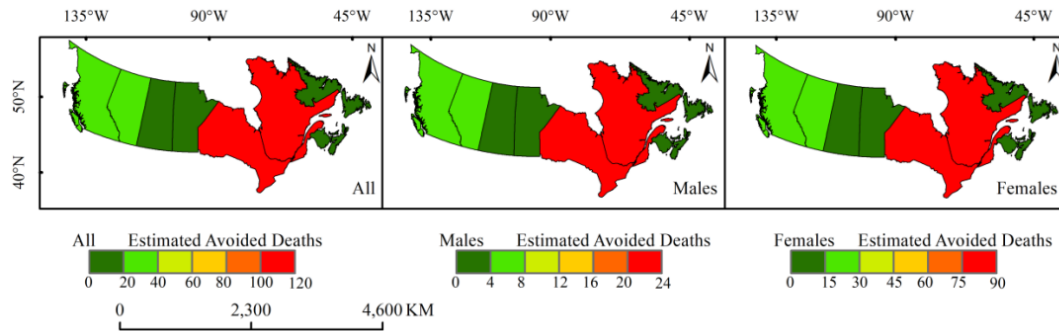 135°W 90°W 45°W 135°W 90°W 45°W 135°W 90°W 45°W
N N N
50°N
40°N
All Males Females
All Estimated Avoided Deaths Males Estimated Avoided Deaths Females Estimated Avoided Deaths
0 20 40 60 80 100 120 0 4 8 12 16 20 24 0 15 30 45 60 75 90
0 2,300 4,600 KM